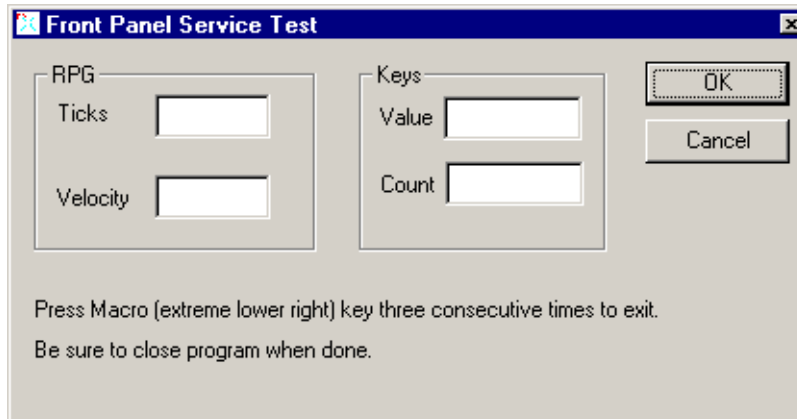 Front Panel Service Test
RPG
Ticks
Velocity
Keys
Value
Count
OK
Cancel
Press Macro (extreme lower right) key three consecutive times to exit.
Be sure to close program when done.